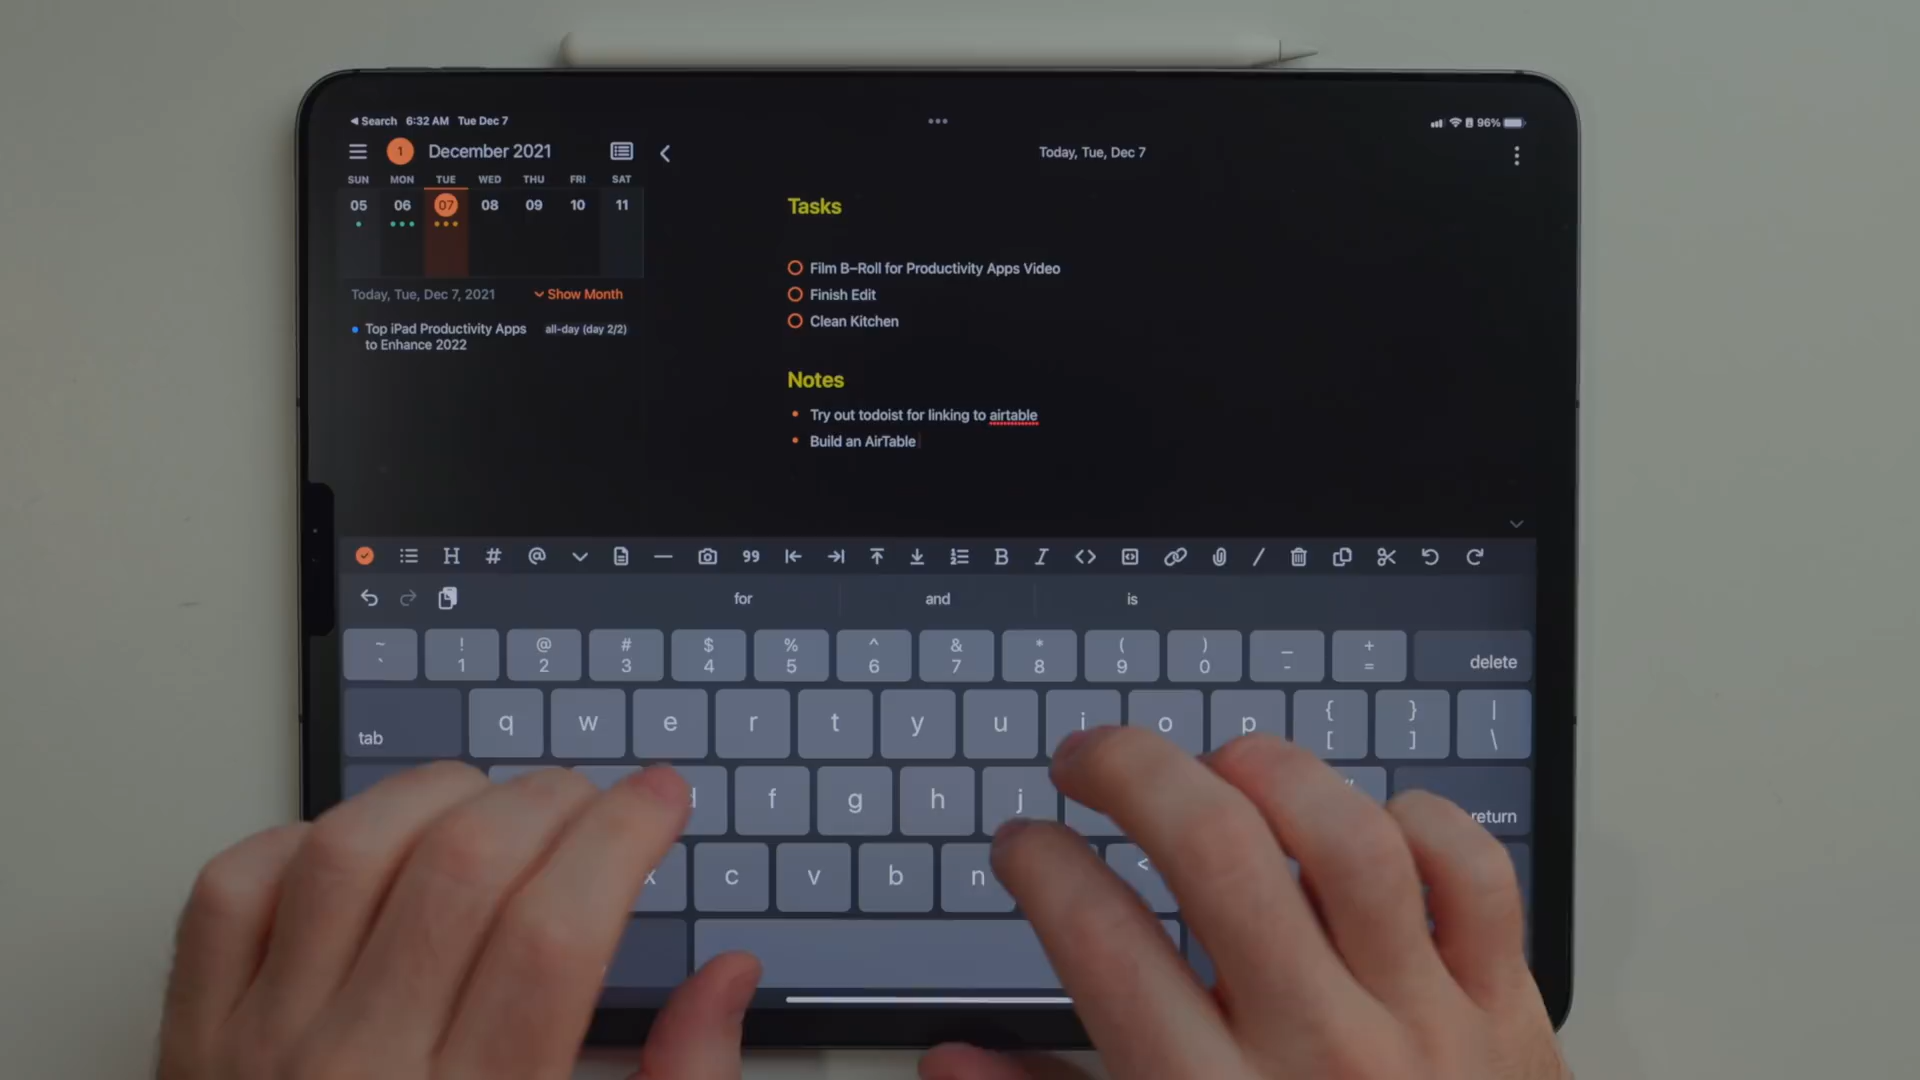 Search 6:32 AM Tue Dec 7
96%
1 December 2021
Today, Tue, Dec 7
SUN MON TUE WED THU FRI SAT
05 06 07 08 09 10 11
Today, Tue, Dec 7, 2021 Show Month
Top iPad Productivity Apps all-day (day 2/2)
to Enhance 2022
Tasks
Film B-Roll for Productivity Apps Video
Finish Edit
Clean Kitchen
Notes
Try out todoist for linking to airtable
Build an AirTable
H # @ 99 B I <> /
for and is
~ ! @ # $ % ^ & * ( ) _ +
` 1 2 3 4 5 6 7 8 9 0 - = delete
tab q w e r t y u i o p { [ } ] | \
d f g h j " return
x c v b n <